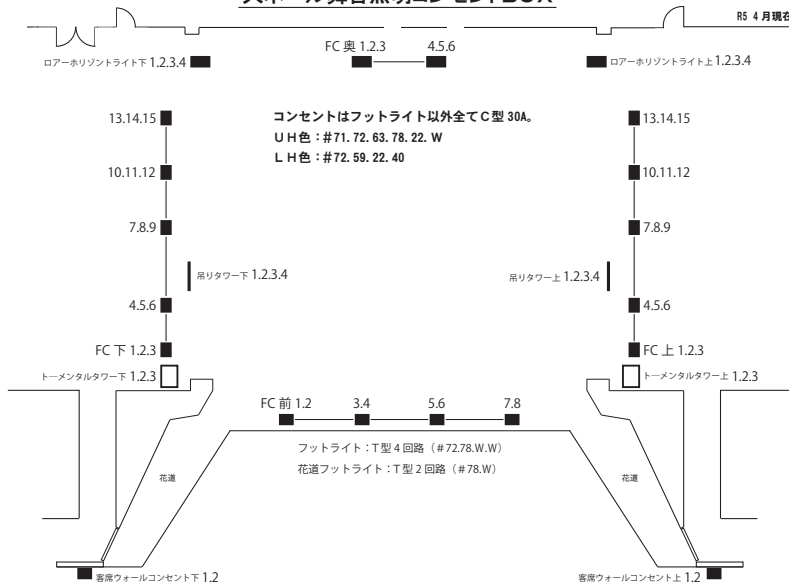 R5 4月現在
FC 奥 1.2.3
4.5.6
ロアーホリゾントライト下 1.2.3.4
ロアーホリゾントライト上 1.2.3.4
13.14.15
コンセントはフットライト以外全てC型 30A。
13.14.15
UH色：#71. 72. 63. 78. 22. W
LH色：#72. 59. 22. 40
10.11.12
10.11.12
7.8.9
7.8.9
吊りタワー下 1.2.3.4
吊りタワー上 1.2.3.4
4.5.6
4.5.6
FC 下 1.2.3
FC 上 1.2.3
トーメンタルタワー下 1.2.3
トーメンタルタワー上 1.2.3
FC 前 1.2
3.4
5.6
7.8
フットライト：T型 4 回路（#72.78.W.W）
花道フットライト：T型 2 回路（#78.W）
花道
花道
客席ウォールコンセント下 1.2
客席ウォールコンセント上 1.2